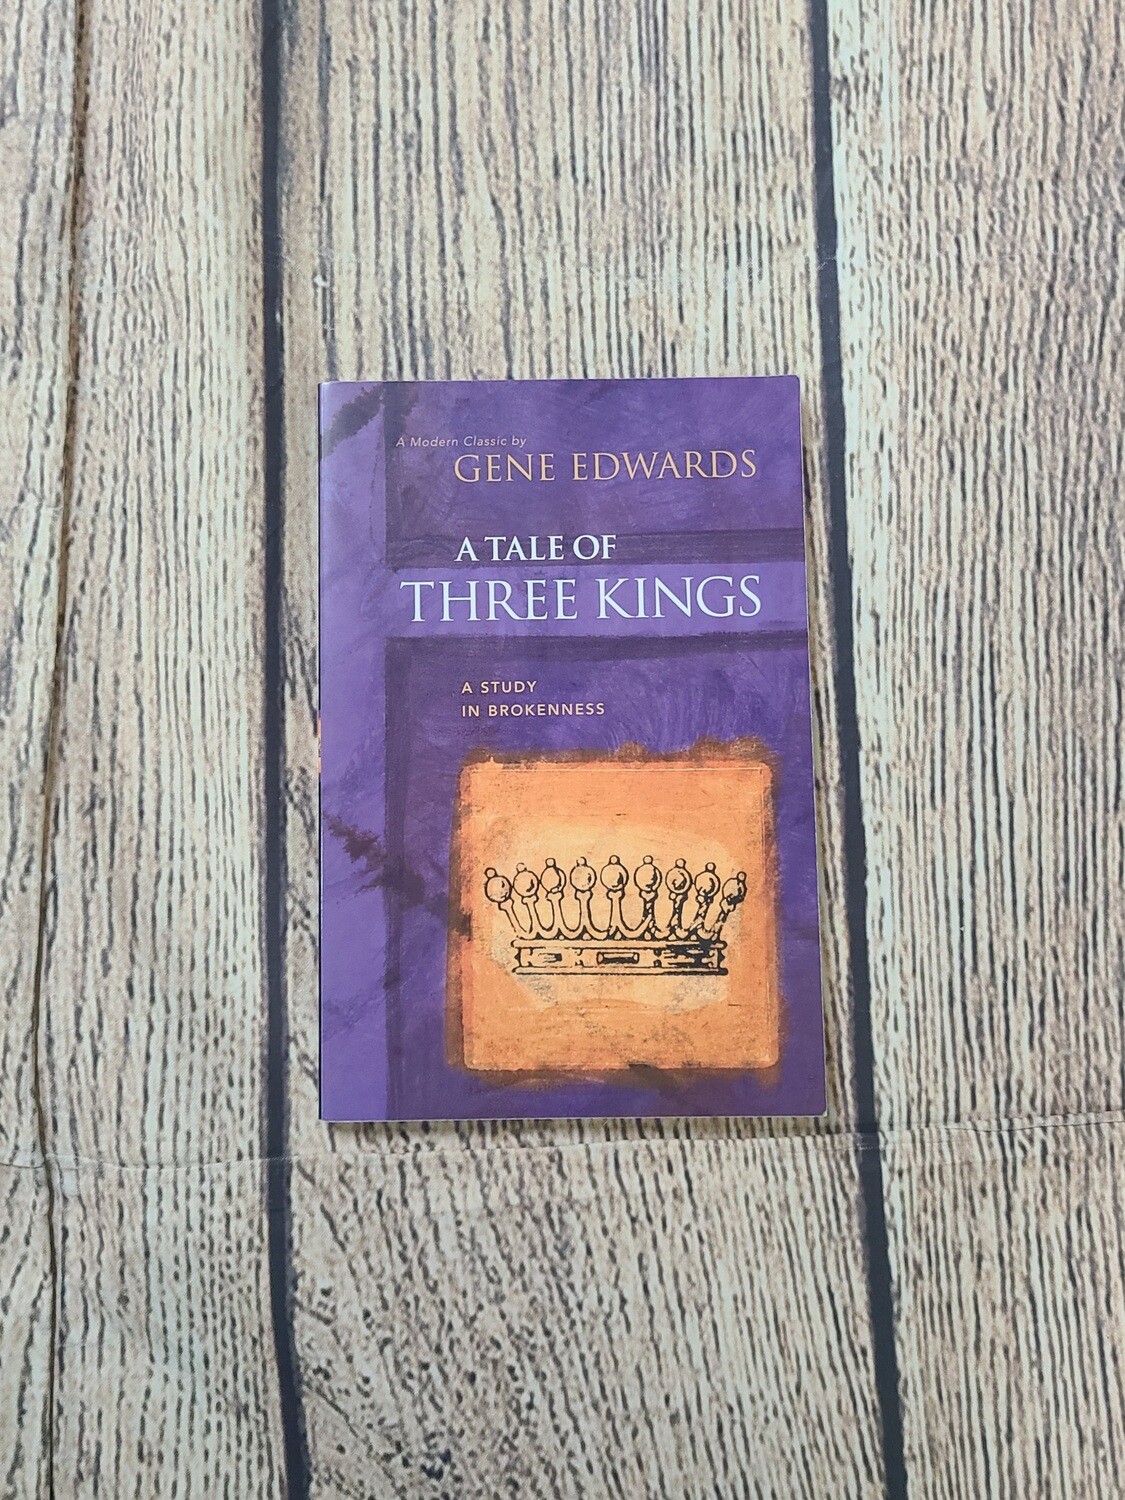 A Modern Classic by
GENE EDWARDS
A TALE OF
THREE KINGS
A STUDY
IN BROKENNESS